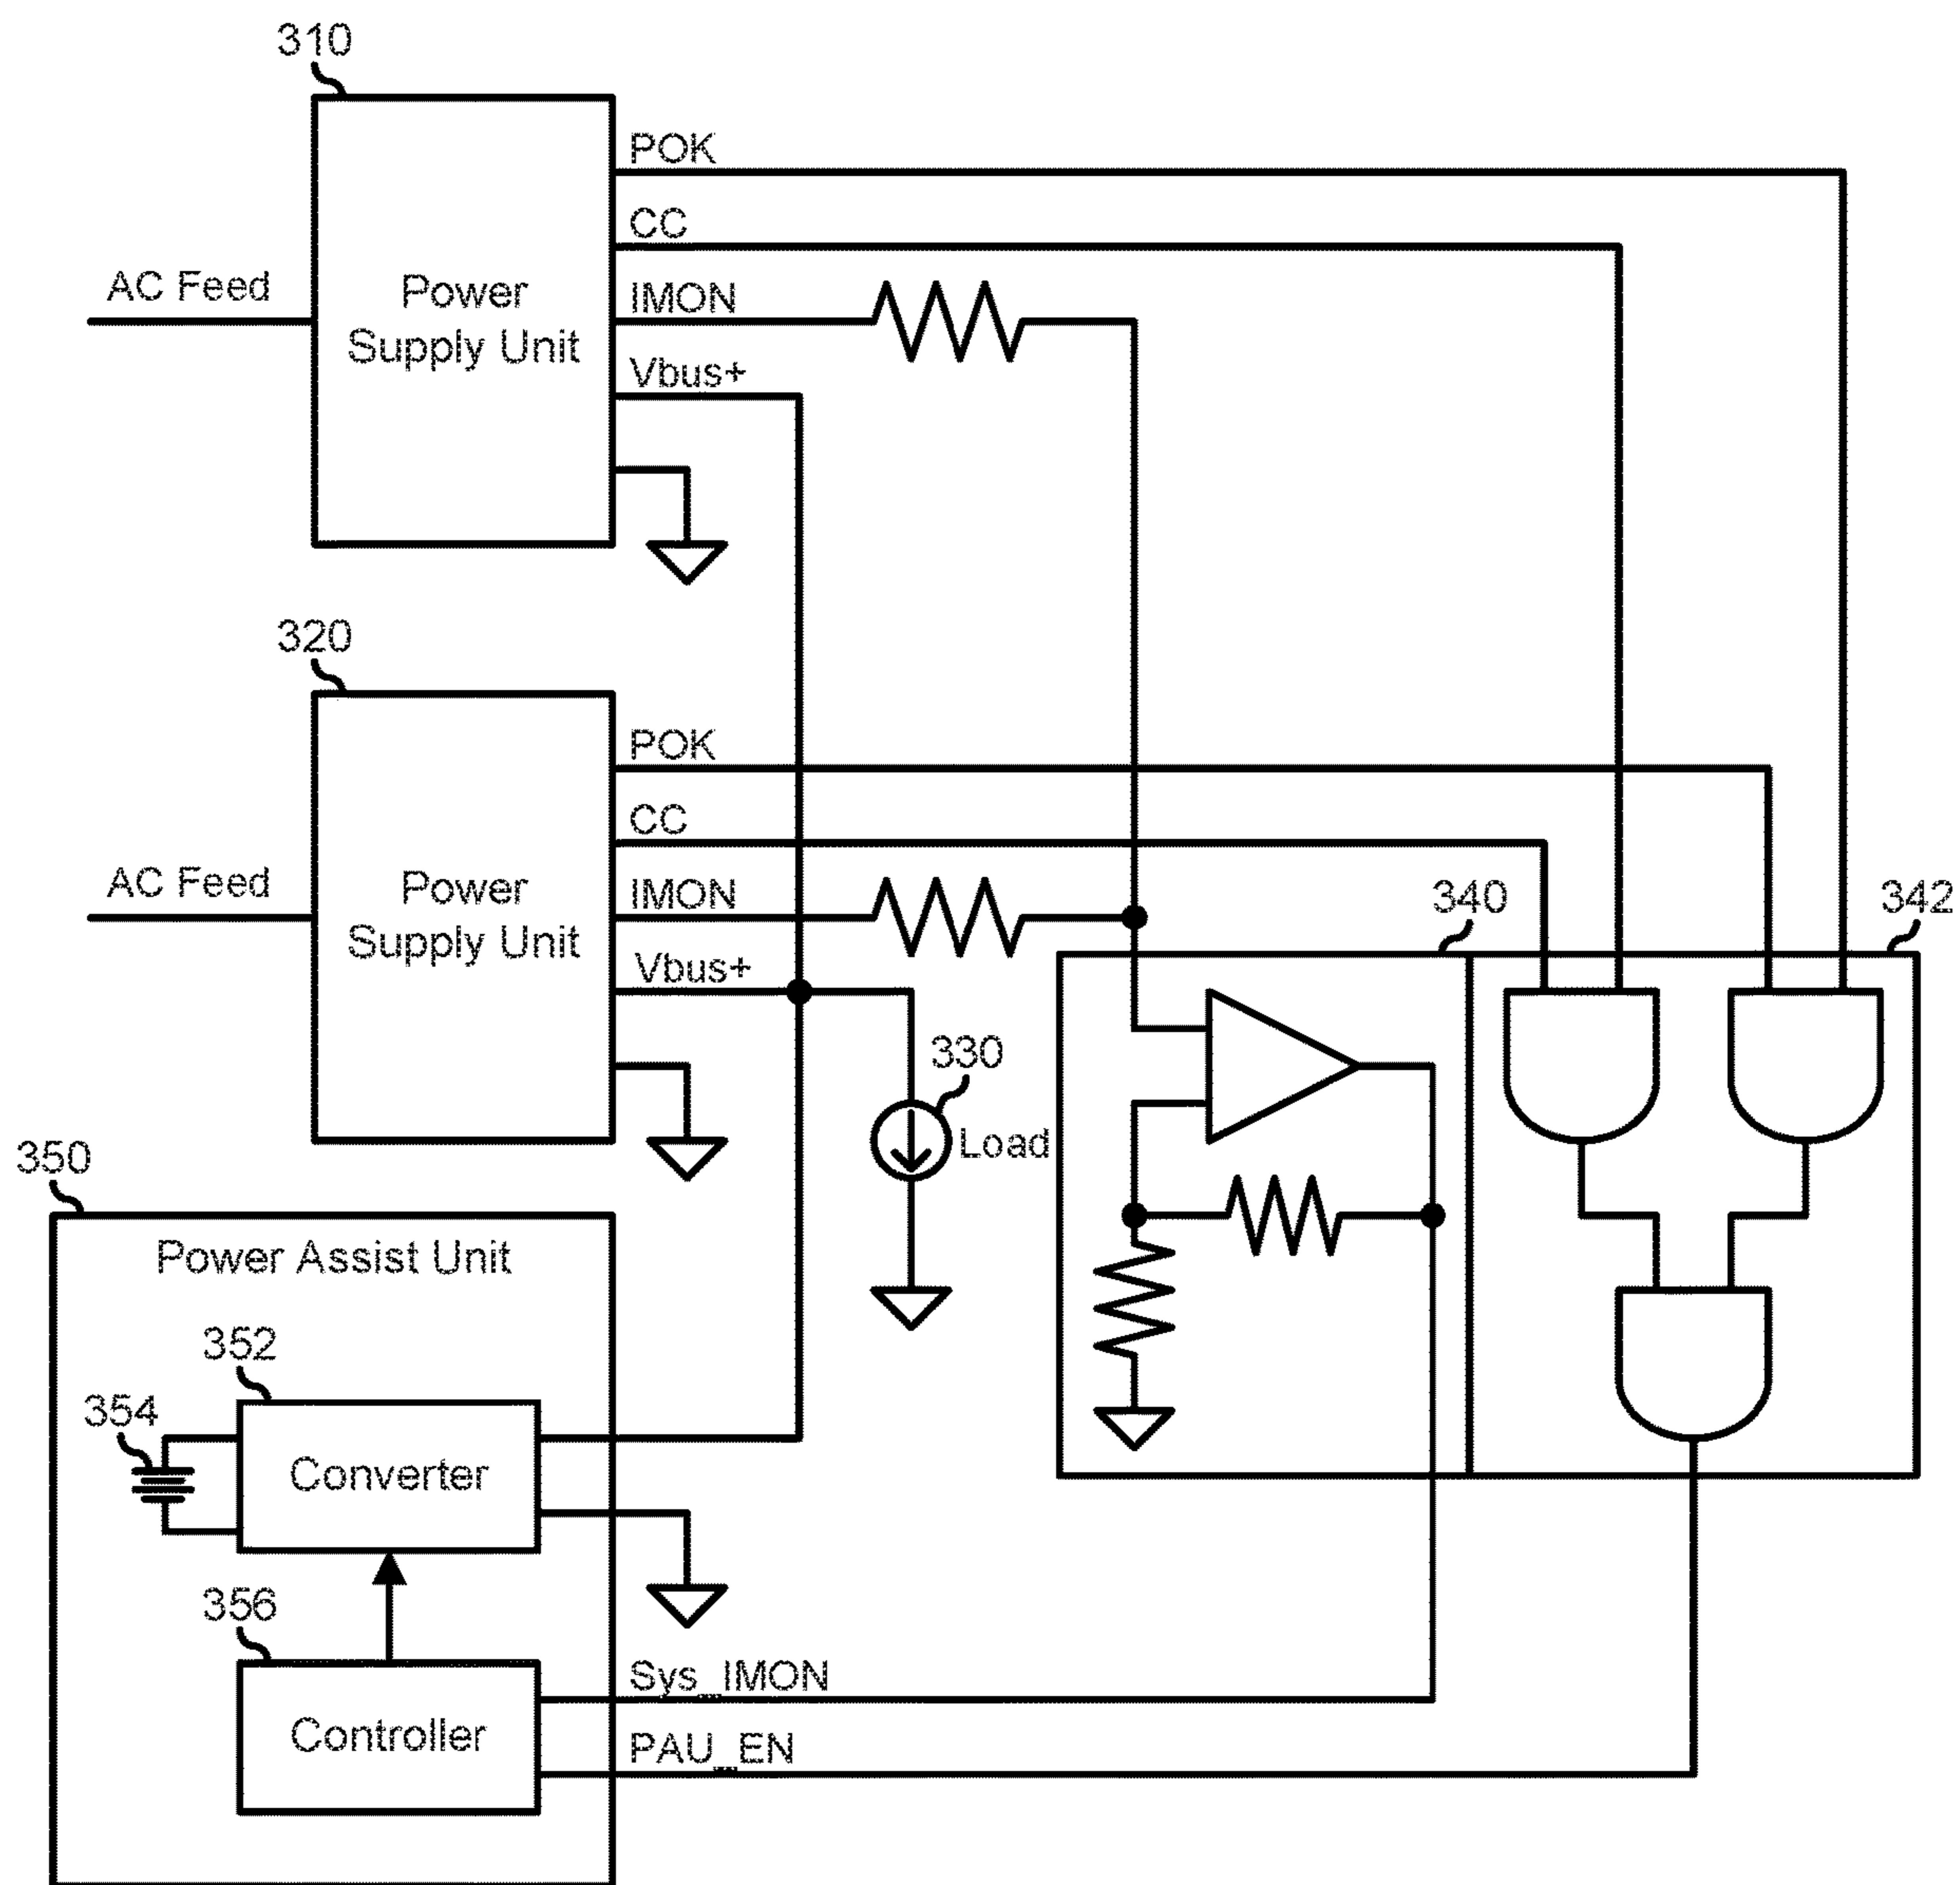 310
POK
CC
AC Feed
Power
Supply Unit
IMON
Vbus+
320
POK
CC
AC Feed
Power
Supply Unit
IMON
Vbus+
340
342
330
Load
350
Power Assist Unit
352
354
Converter
356
Controller
Sys_IMON
PAU_EN